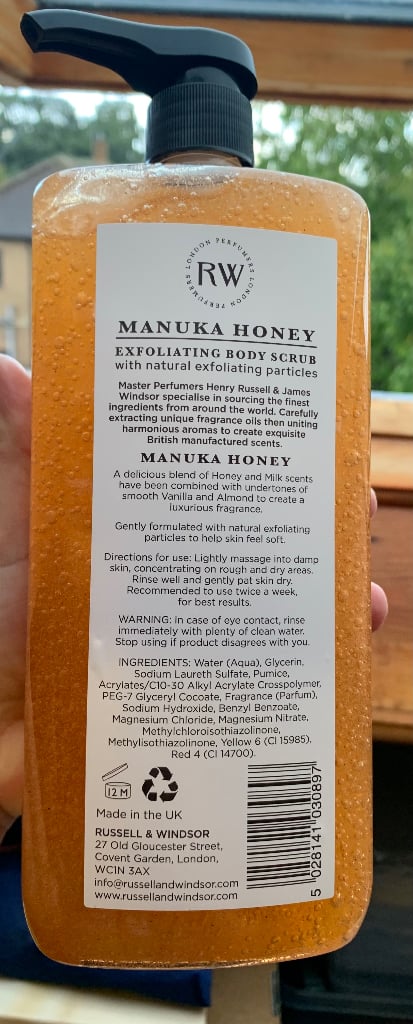 LONDON PERFUMERS LONDON PERFUMERS
RW
MANUKA HONEY
EXFOLIATING BODY SCRUB
with natural exfoliating particles
Master Perfumers Henry Russell & James
Windsor specialise in sourcing the finest
ingredients from around the world. Carefully
extracting unique fragrance oils then uniting
harmonious aromas to create exquisite
British manufactured scents.
MANUKA HONEY
A delicious blend of Honey and Milk scents
have been combined with undertones of
smooth Vanilla and Almond to create a
luxurious fragrance.
Gently formulated with natural exfoliating
particles to help skin feel soft.
Directions for use: Lightly massage into damp
skin, concentrating on rough and dry areas.
Rinse well and gently pat skin dry.
Recommended to use twice a week,
for best results.
WARNING: In case of eye contact, rinse
immediately with plenty of clean water.
Stop using if product disagrees with you.
INGREDIENTS: Water (Aqua), Glycerin,
Sodium Laureth Sulfate, Pumice,
Acrylates/C10-30 Alkyl Acrylate Crosspolymer,
PEG-7 Glyceryl Cocoate, Fragrance (Parfum),
Sodium Hydroxide, Benzyl Benzoate,
Magnesium Chloride, Magnesium Nitrate,
Methylchloroisothiazolinone,
Methylisothiazolinone, Yellow 6 (CI 15985),
Red 4 (CI 14700).
12 M
Made in the UK
RUSSELL & WINDSOR
27 Old Gloucester Street,
Covent Garden, London,
WC1N 3AX
info@russellandwindsor.com
www.russellandwindsor.com
5 028141 030897